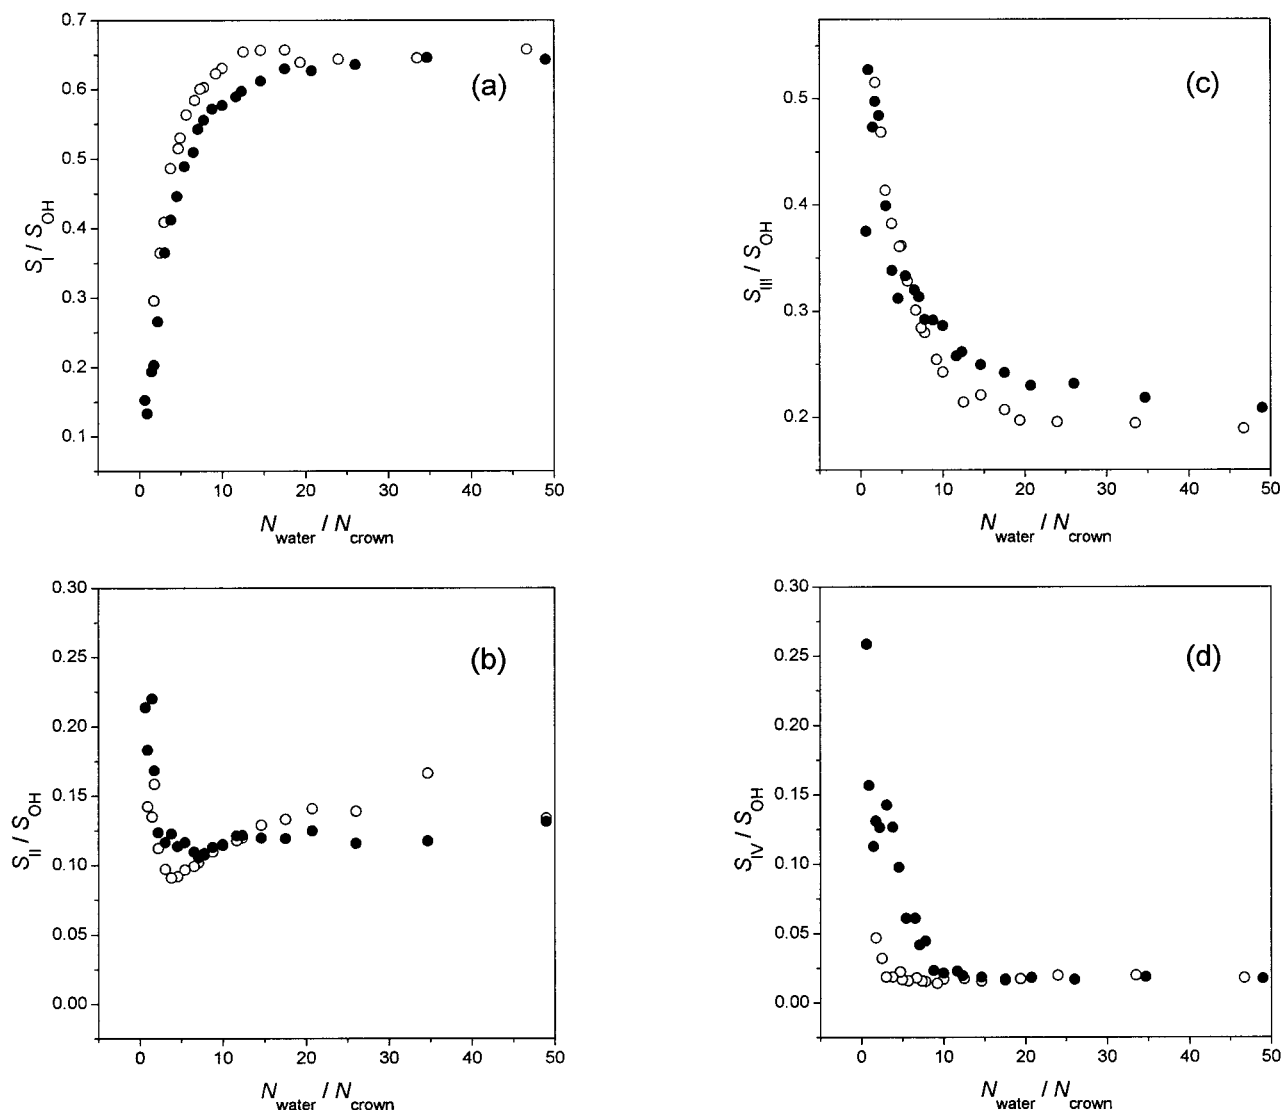 0.7
0.6
0.5
0.4
0.3
0.2
0.1
S_I / S_OH
(a)
0 10 20 30 40 50
N_water / N_crown
0.5
0.4
0.3
0.2
S_III / S_OH
(c)
0 10 20 30 40 50
N_water / N_crown
0.30
0.25
0.20
0.15
0.10
0.05
0.00
S_II / S_OH
(b)
0 10 20 30 40 50
N_water / N_crown
0.30
0.25
0.20
0.15
0.10
0.05
0.00
S_IV / S_OH
(d)
0 10 20 30 40 50
N_water / N_crown